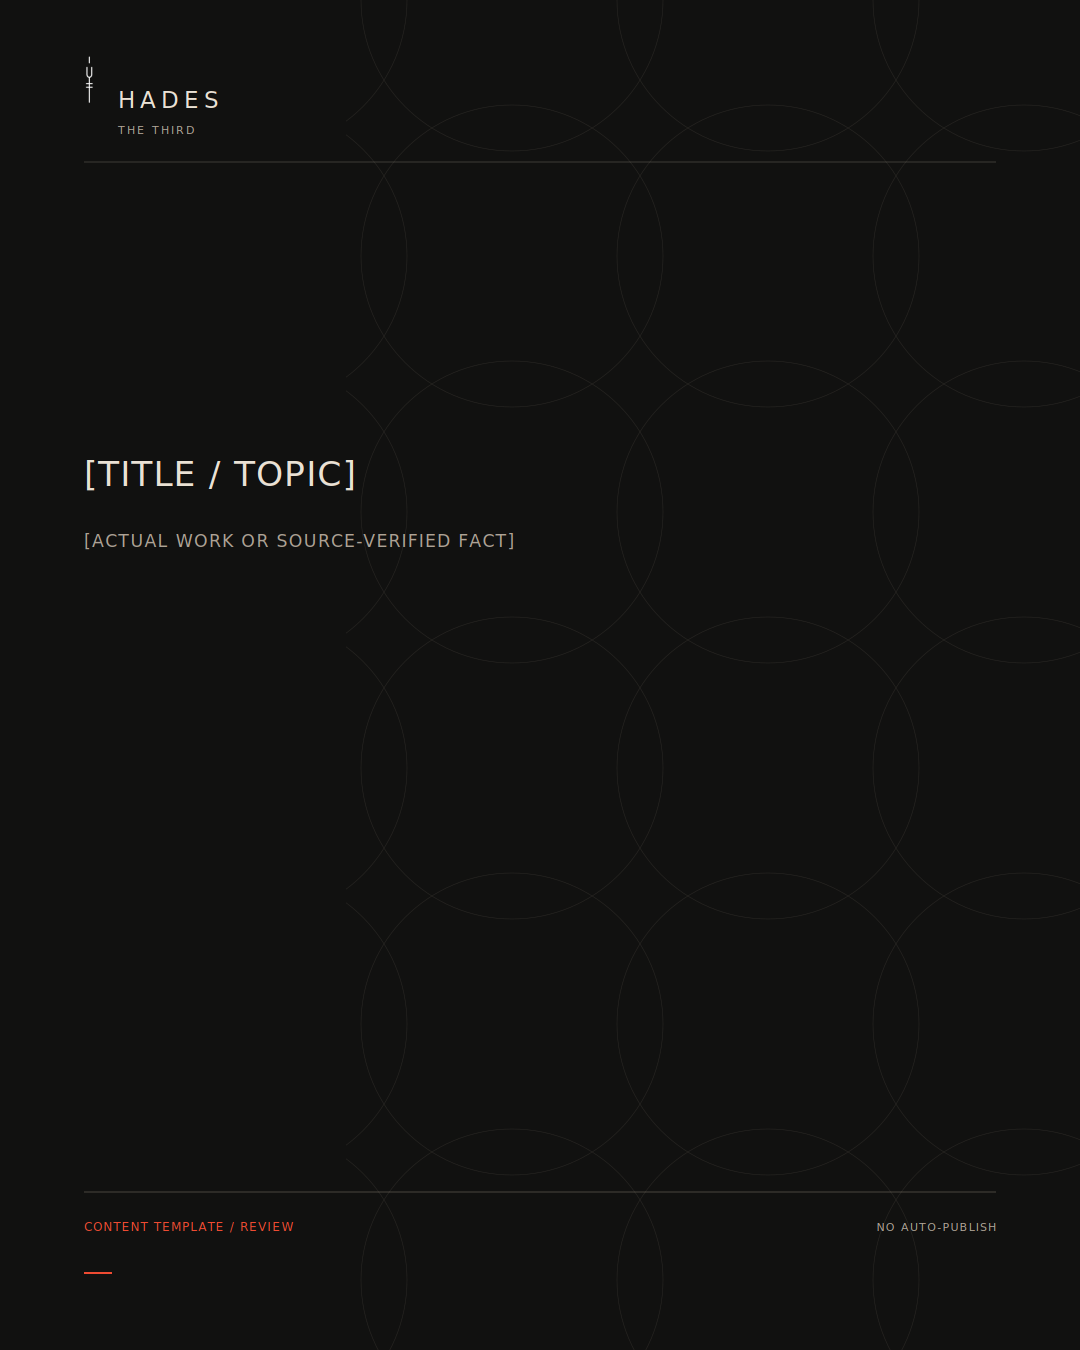 HADES
THE THIRD
[TITLE / TOPIC]
[ACTUAL WORK OR SOURCE-VERIFIED FACT]
CONTENT TEMPLATE / REVIEW
NO AUTO-PUBLISH